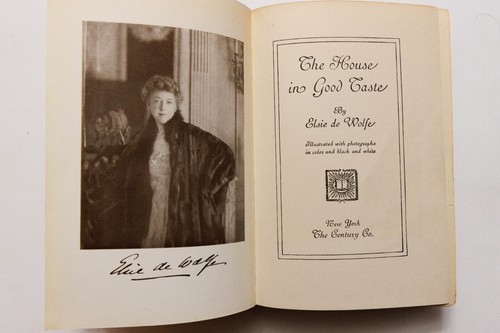 Elsie de Wolfe
The House
in Good Taste
By
Elsie de Wolfe
Illustrated with photographs
in color and black and white
New York
The Century Co.